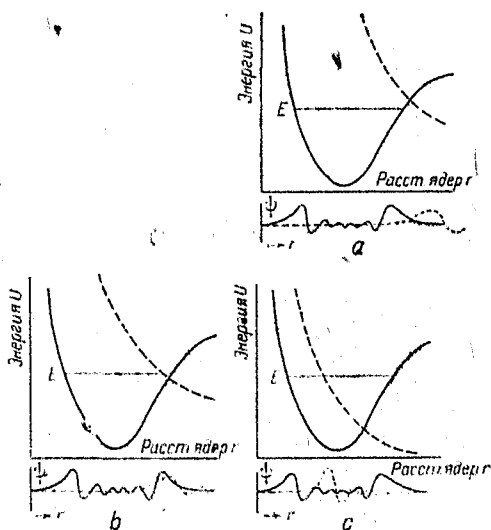 Энергия U
E
Расст ядер r
ψ
r
a
Энергия U
E
Расст ядер r
ψ
r
b
Энергия U
E
Расст ядер r
ψ
r
c